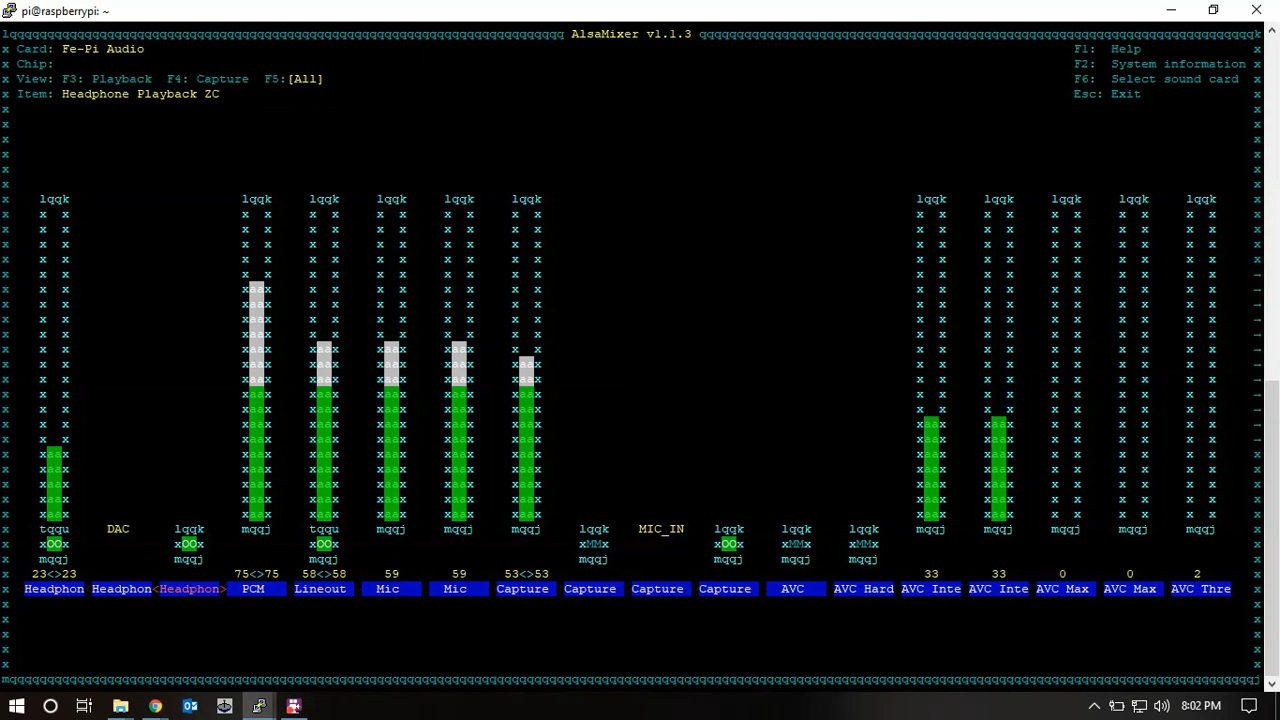 pi@raspberrypi: ~
AlsaMixer v1.1.3
Card: Fe-Pi Audio F1: Help
Chip: F2: System information
View: F3: Playback F4: Capture F5:[All] F6: Select sound card
Item: Headphone Playback ZC Esc: Exit
DAC MIC_IN
OO OO OO MM OO MM MM
23<>23 75<>75 58<>58 59 59 53<>53 33 33 0 0 2
Headphon Headphon<Headphon> PCM Lineout Mic Mic Capture Capture Capture Capture AVC AVC Hard AVC Inte AVC Inte AVC Max AVC Max AVC Thre
8:02 PM